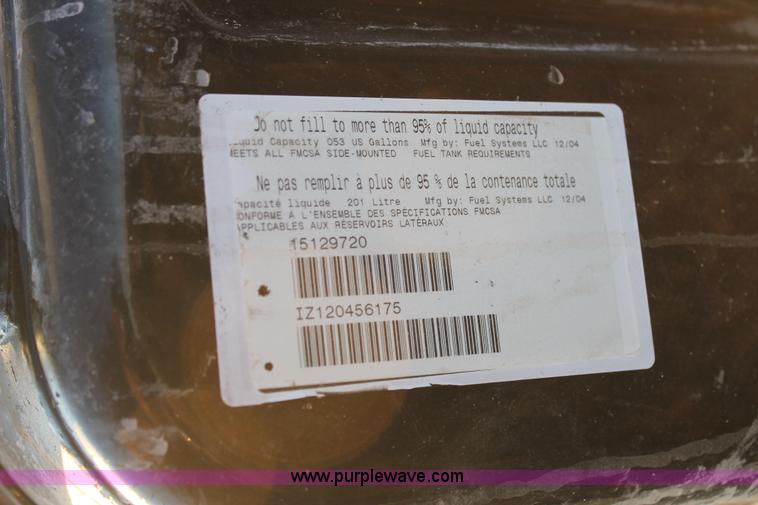 Do not fill to more than 95% of liquid capacity
iquid Capacity 053 US Gallons Mfg by: Fuel Systems LLC 12/04
MEETS ALL FMCSA SIDE-MOUNTED FUEL TANK REQUIREMENTS
Ne pas remplir à plus de 95 % de la contenance totale
apacité liquide 201 Litre Mfg by: Fuel Systems LLC 12/04
CONFORME A L'ENSEMBLE DES SPÉCIFICATIONS FMCSA
APPLICABLES AUX RÉSERVOIRS LATÉRAUX
15129720
IZ120456175
www.purplewave.com